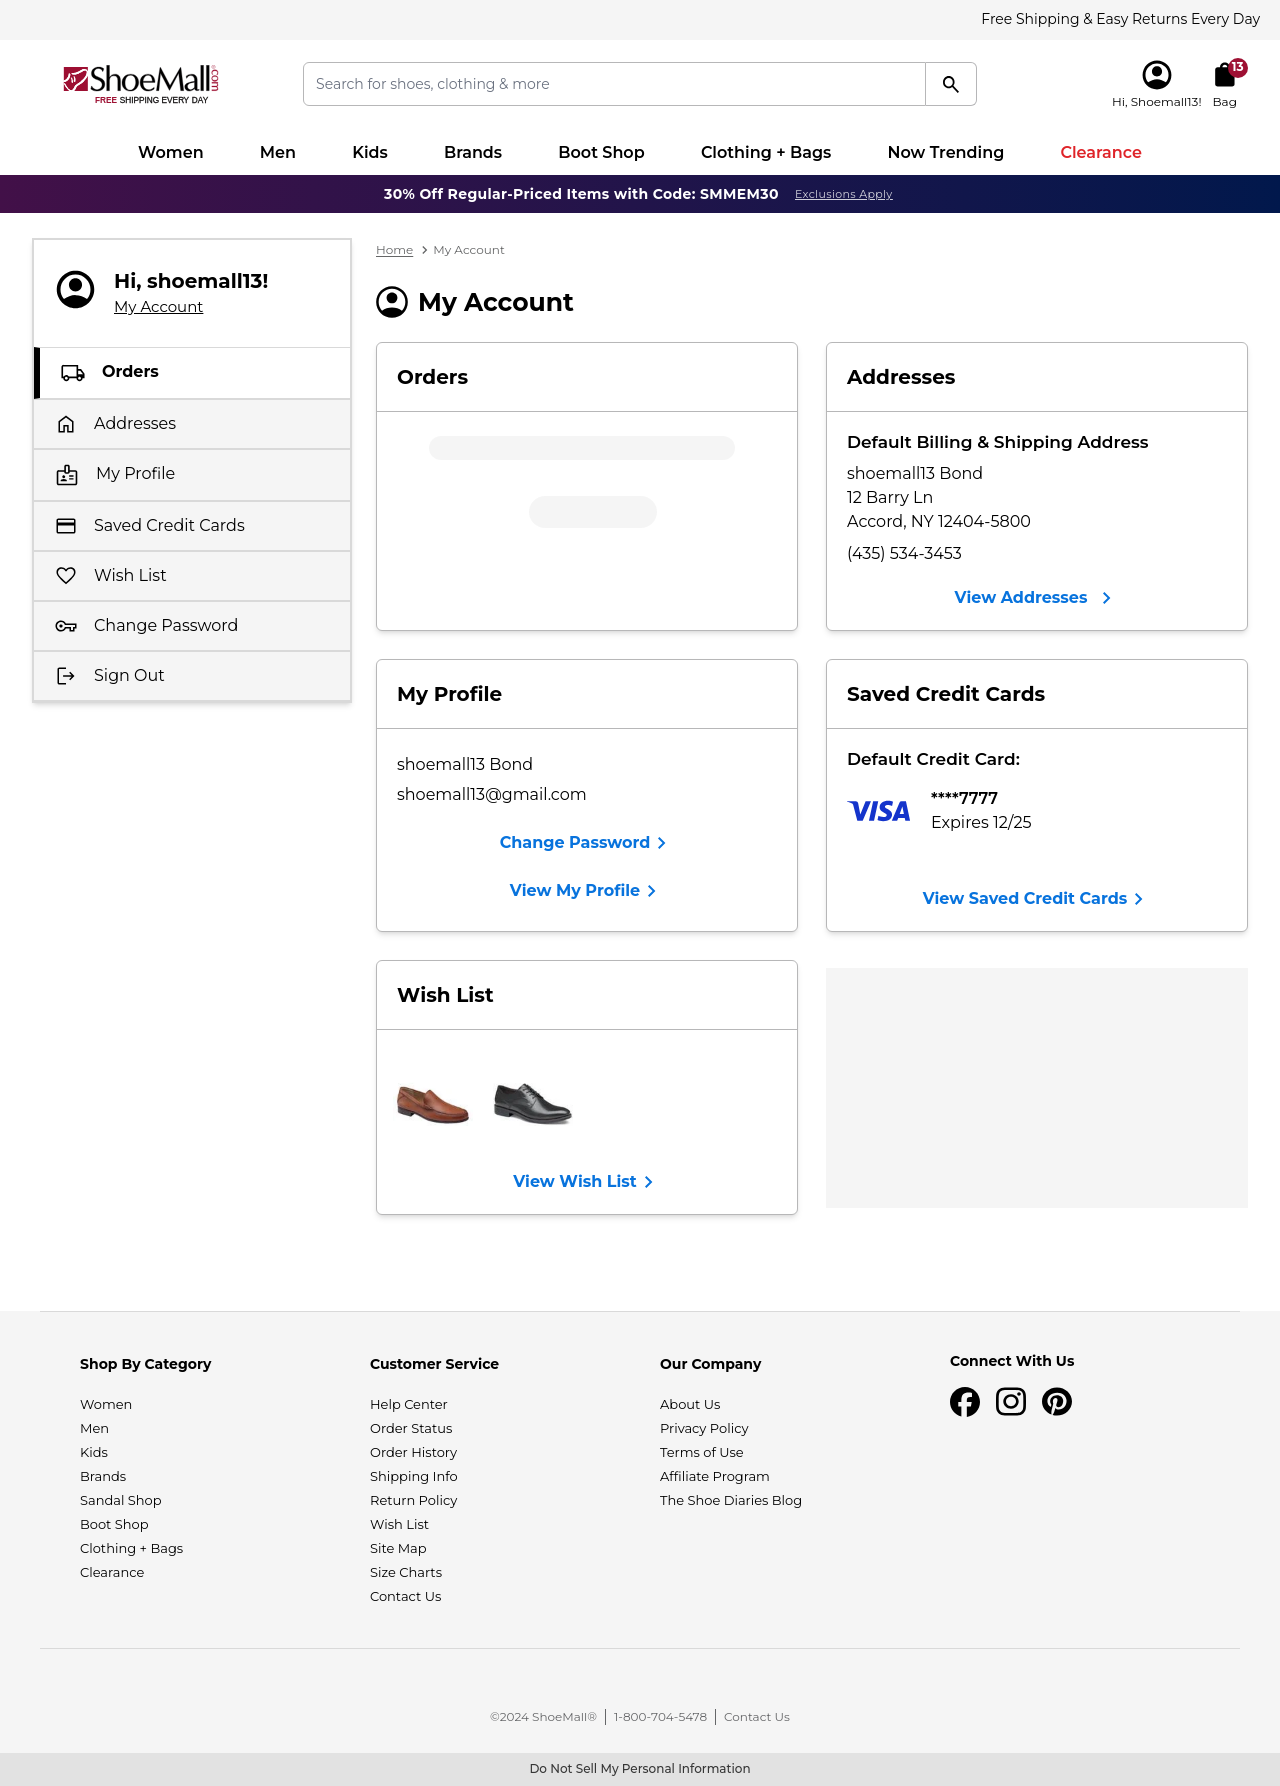 Free Shipping & Easy Returns Every Day
ShoeMall.com
FREE SHIPPING EVERY DAY
Search for shoes, clothing & more
13
Hi, Shoemall13!
Bag
Women
Men
Kids
Brands
Boot Shop
Clothing + Bags
Now Trending
Clearance
30% Off Regular-Priced Items with Code: SMMEM30 Exclusions Apply
Hi, shoemall13!
My Account
Orders
Addresses
My Profile
Saved Credit Cards
Wish List
Change Password
Sign Out
Home > My Account
My Account
Orders
Addresses
Default Billing & Shipping Address
shoemall13 Bond
12 Barry Ln
Accord, NY 12404-5800
(435) 534-3453
View Addresses
My Profile
shoemall13 Bond
shoemall13@gmail.com
Change Password
View My Profile
Saved Credit Cards
Default Credit Card:
VISA
****7777
Expires 12/25
View Saved Credit Cards
Wish List
View Wish List
Shop By Category
Women
Men
Kids
Brands
Sandal Shop
Boot Shop
Clothing + Bags
Clearance
Customer Service
Help Center
Order Status
Order History
Shipping Info
Return Policy
Wish List
Site Map
Size Charts
Contact Us
Our Company
About Us
Privacy Policy
Terms of Use
Affiliate Program
The Shoe Diaries Blog
Connect With Us
©2024 ShoeMall® | 1-800-704-5478 | Contact Us
Do Not Sell My Personal Information